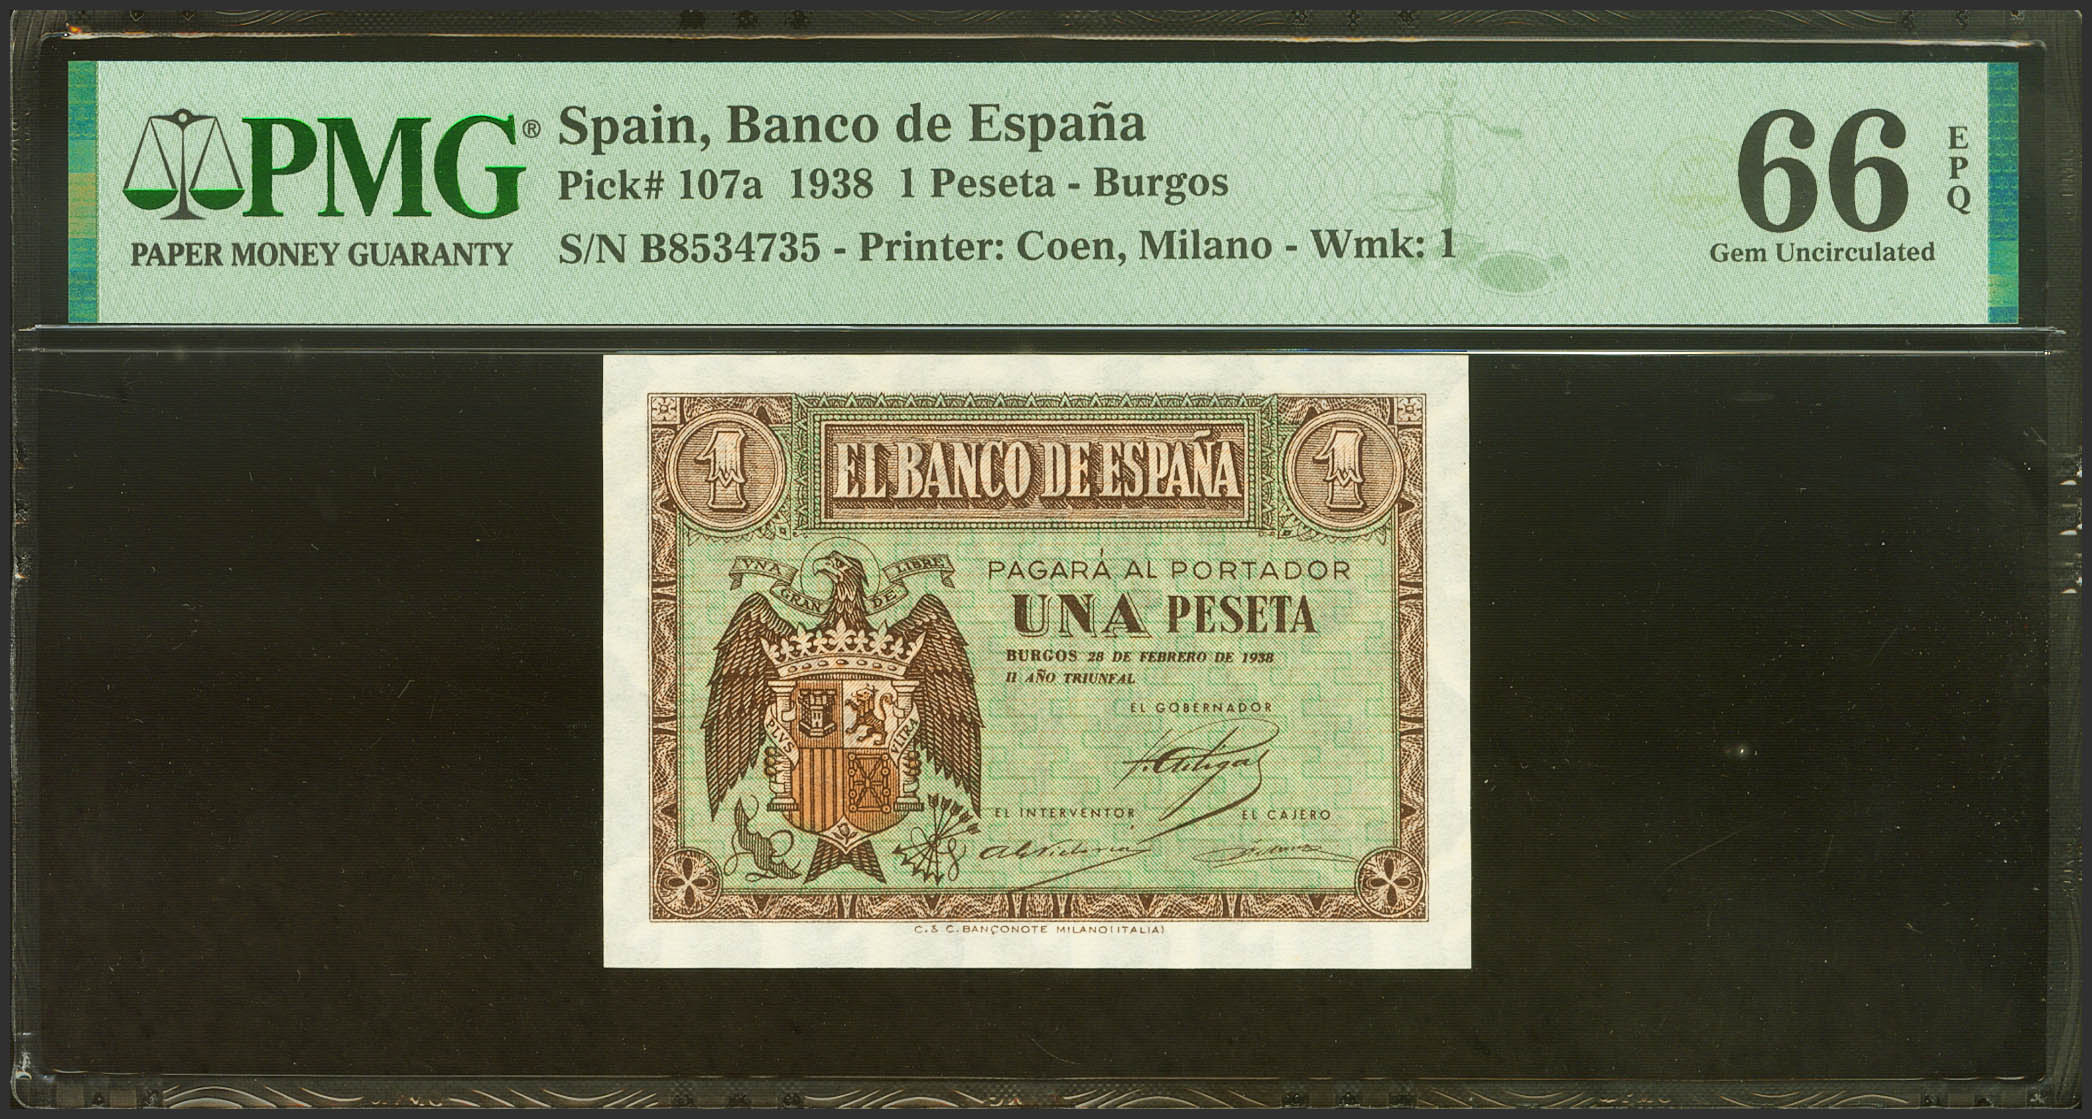 PMG®
PAPER MONEY GUARANTY
Spain, Banco de España
Pick# 107a 1938 1 Peseta - Burgos
S/N B8534735 - Printer: Coen, Milano - Wmk: 1
66 EPQ
Gem Uncirculated
1 EL BANCO DE ESPAÑA 1
VNA GRANDE LIBRE
PAGARÁ AL PORTADOR
UNA PESETA
BURGOS 28 DE FEBRERO DE 1938
II AÑO TRIUNFAL
EL GOBERNADOR
PLVS VLTRA
EL INTERVENTOR
EL CAJERO
C. & C. BANCONOTE MILANO (ITALIA)